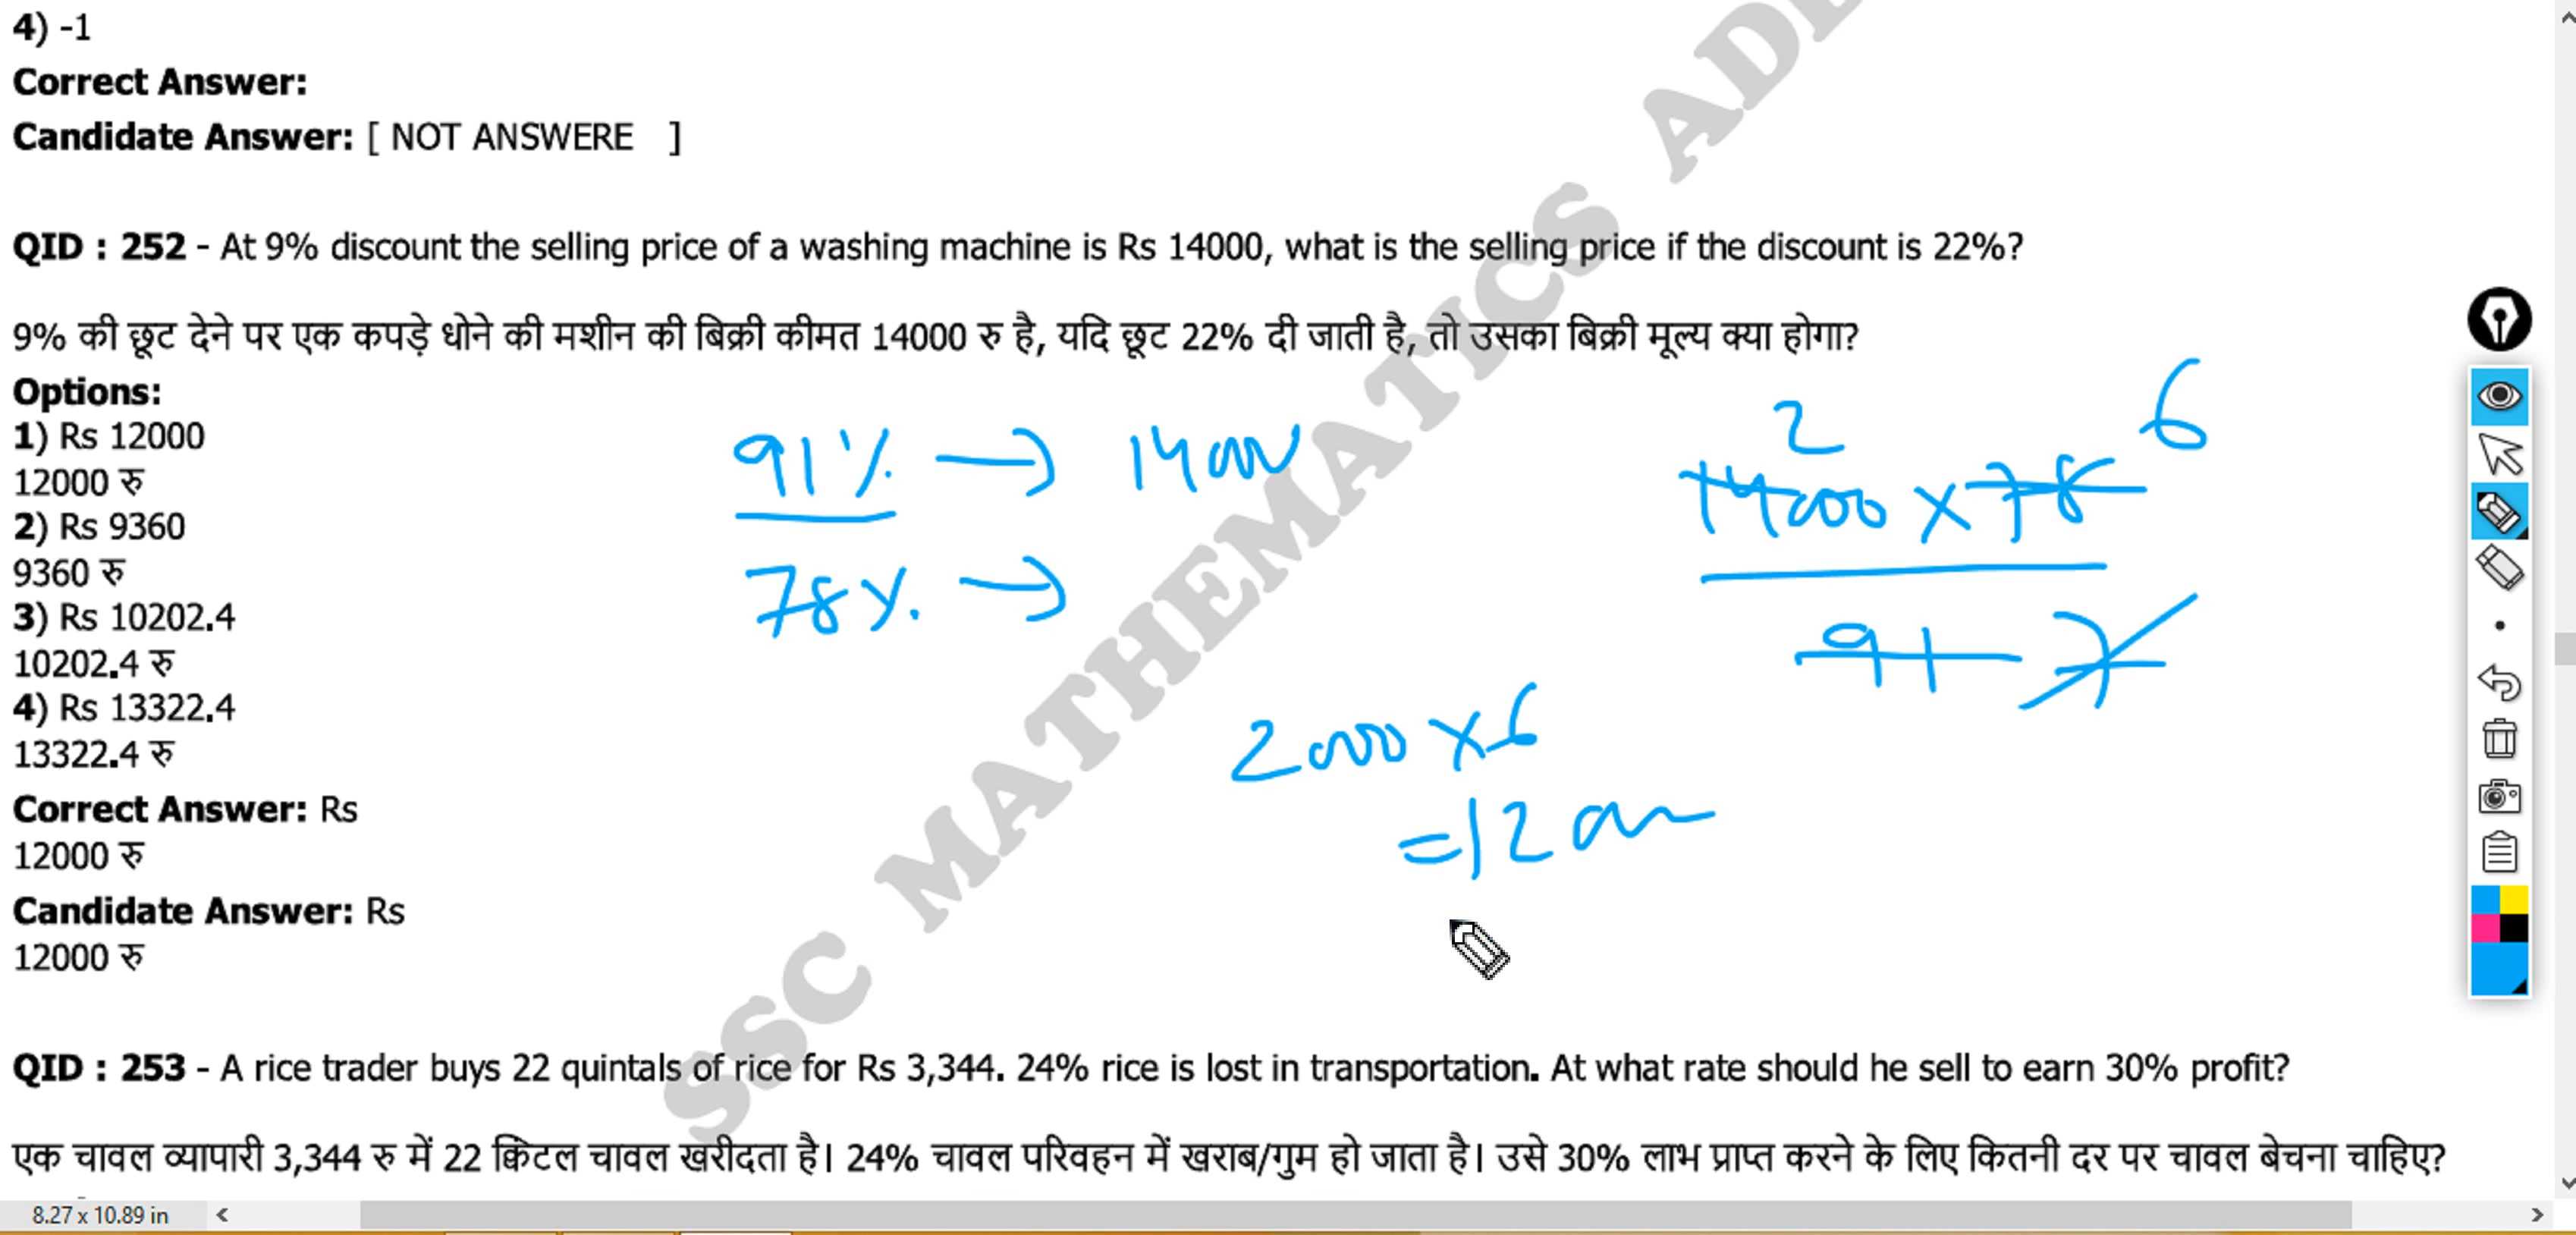 4) -1
Correct Answer:
Candidate Answer: [ NOT ANSWERE ]
QID : 252 - At 9% discount the selling price of a washing machine is Rs 14000, what is the selling price if the discount is 22%?
9% की छूट देने पर एक कपड़े धोने की मशीन की बिक्री कीमत 14000 रु है, यदि छूट 22% दी जाती है, तो उसका बिक्री मूल्य क्या होगा?
Options:
1) Rs 12000
12000 रु
2) Rs 9360
9360 रु
3) Rs 10202.4
10202.4 रु
4) Rs 13322.4
13322.4 रु
Correct Answer: Rs
12000 रु
Candidate Answer: Rs
12000 रु
91% → 14000
78% →
2 6
14000 × 78
91 7
2000 × 6
= 12000
QID : 253 - A rice trader buys 22 quintals of rice for Rs 3,344. 24% rice is lost in transportation. At what rate should he sell to earn 30% profit?
एक चावल व्यापारी 3,344 रु में 22 क्विंटल चावल खरीदता है। 24% चावल परिवहन में खराब/गुम हो जाता है। उसे 30% लाभ प्राप्त करने के लिए कितनी दर पर चावल बेचना चाहिए?
SSC MATHEMATICS
8.27 x 10.89 in